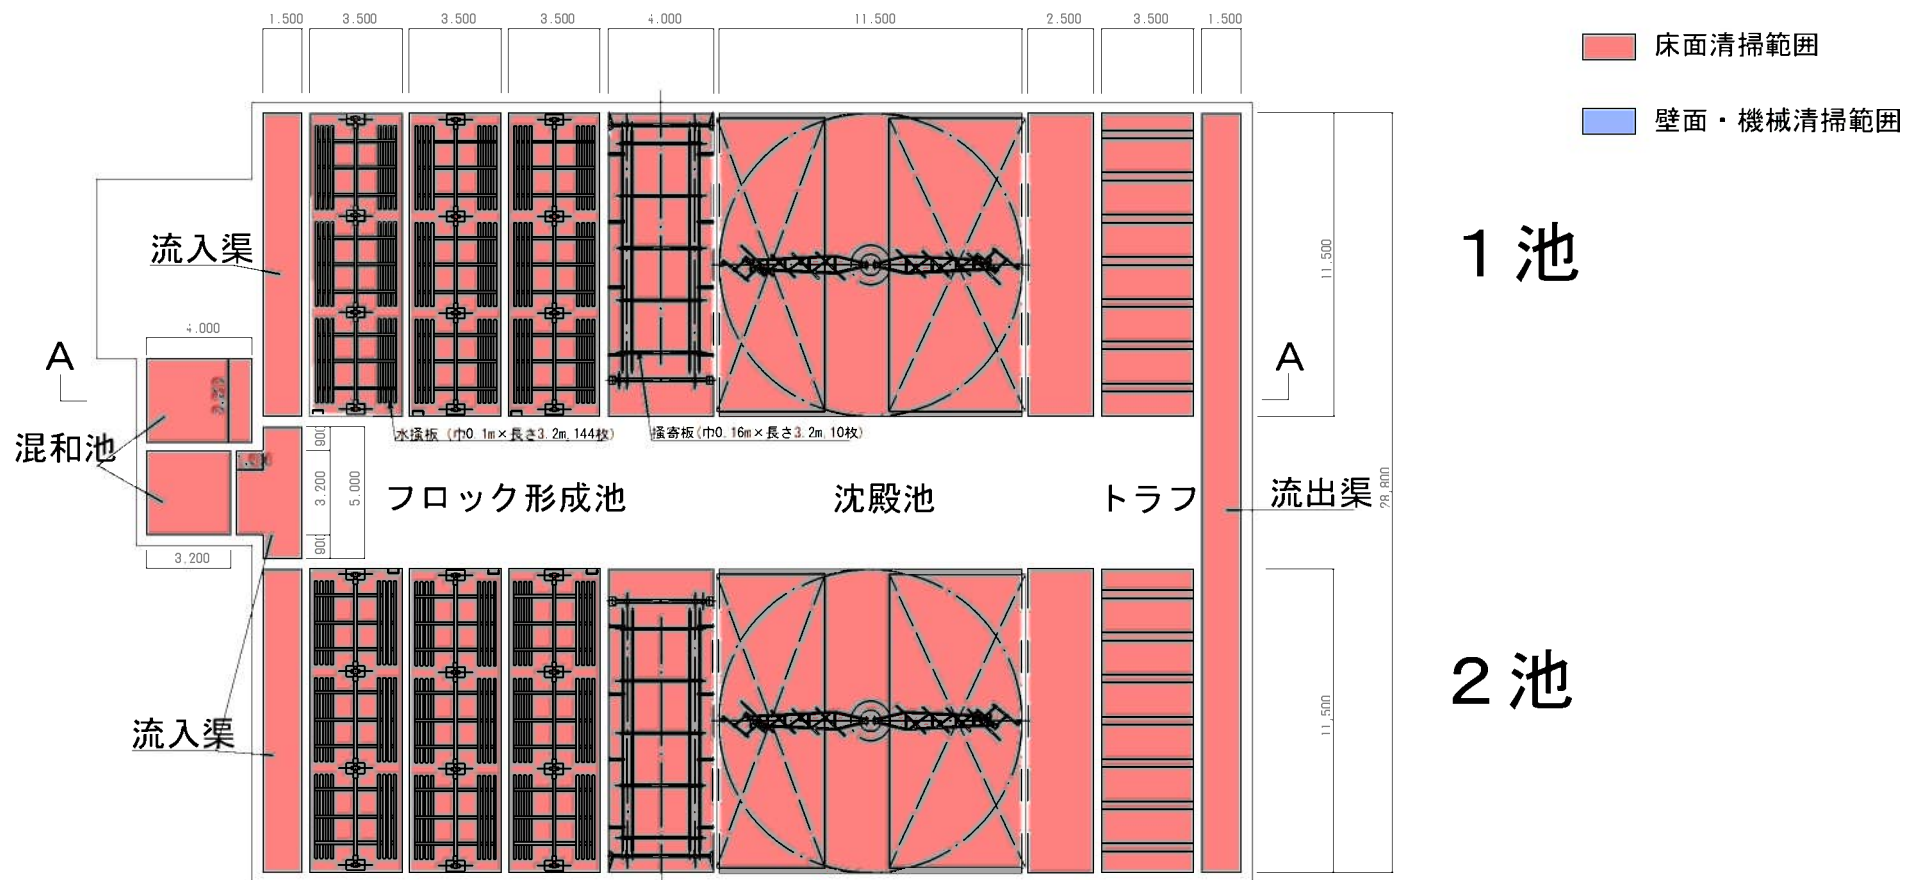 1.500 3.500 3.500 3.500 4.000 11.500 2.500 3.500 1.500
床面清掃範囲
壁面・機械清掃範囲
流入渠
11.500
1池
4.000
A
A
混和池
水掻板 (巾0.1m×長さ3.2m,144枚)
掻寄板(巾0.16m×長さ3.2m,10枚)
900
3.200
5.000
900
フロック形成池
沈殿池
トラフ
流出渠
28.800
3.200
流入渠
11.500
2池